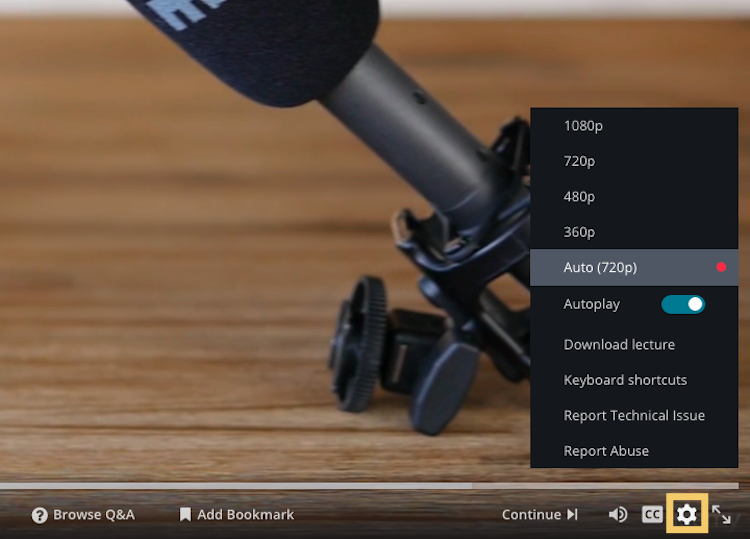 1080p
720p
480p
360p
Auto (720p)
Autoplay
Download lecture
Keyboard shortcuts
Report Technical Issue
Report Abuse
? Browse Q&A Add Bookmark Continue CC